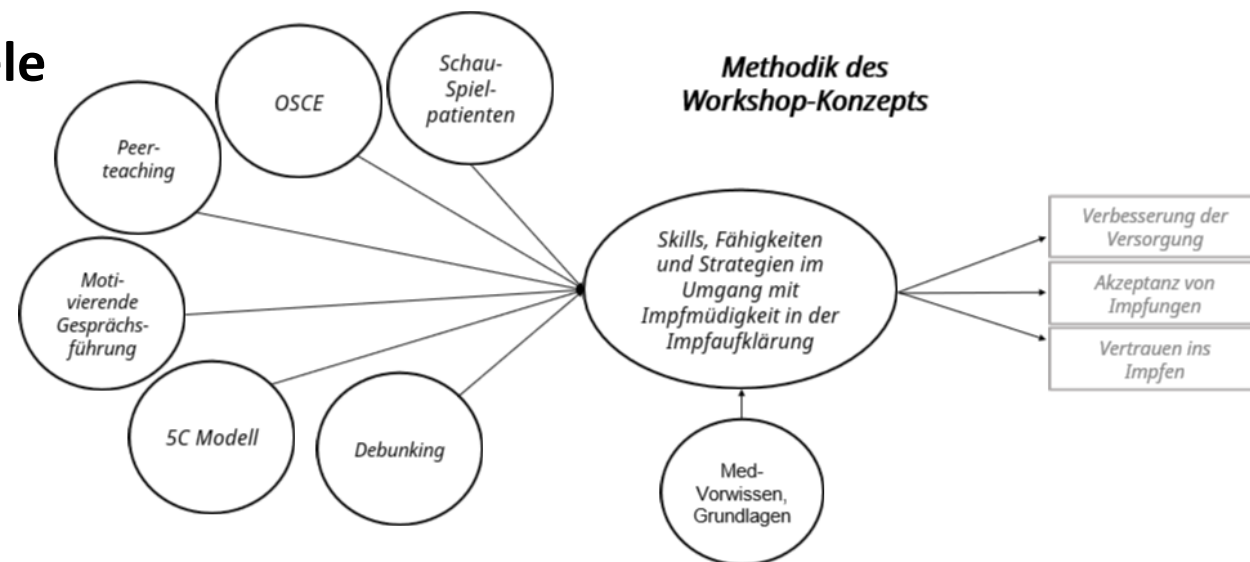 Methodik des
Workshop-Konzepts
Schau-
Spiel-
patienten
OSCE
Peer-
teaching
Moti-
vierende
Gesprächs-
führung
5C Modell
Debunking
Skills, Fähigkeiten
und Strategien im
Umgang mit
Impfmüdigkeit in der
Impfaufklärung
Med-
Vorwissen,
Grundlagen
Verbesserung der
Versorgung
Akzeptanz von
Impfungen
Vertrauen ins
Impfen